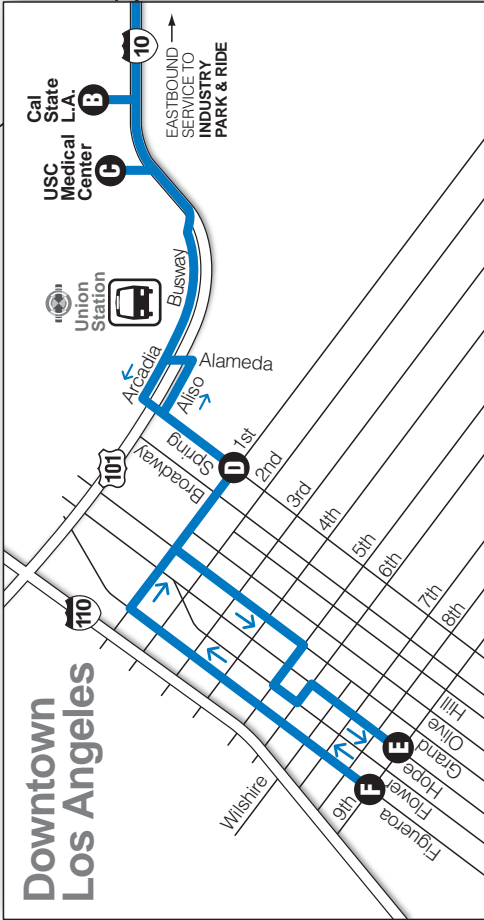 Downtown
Los Angeles
110
101
10
Cal
State
L.A.
B
USC
Medical
Center
C
EASTBOUND
SERVICE TO
INDUSTRY
PARK & RIDE
Union
Station
Busway
Arcadia
Alameda
Aliso
Spring
Broadway
D
1st
2nd
3rd
4th
5th
6th
7th
8th
9th
Wilshire
Hill
Olive
Grand
Hope
Flower
Figueroa
E
F